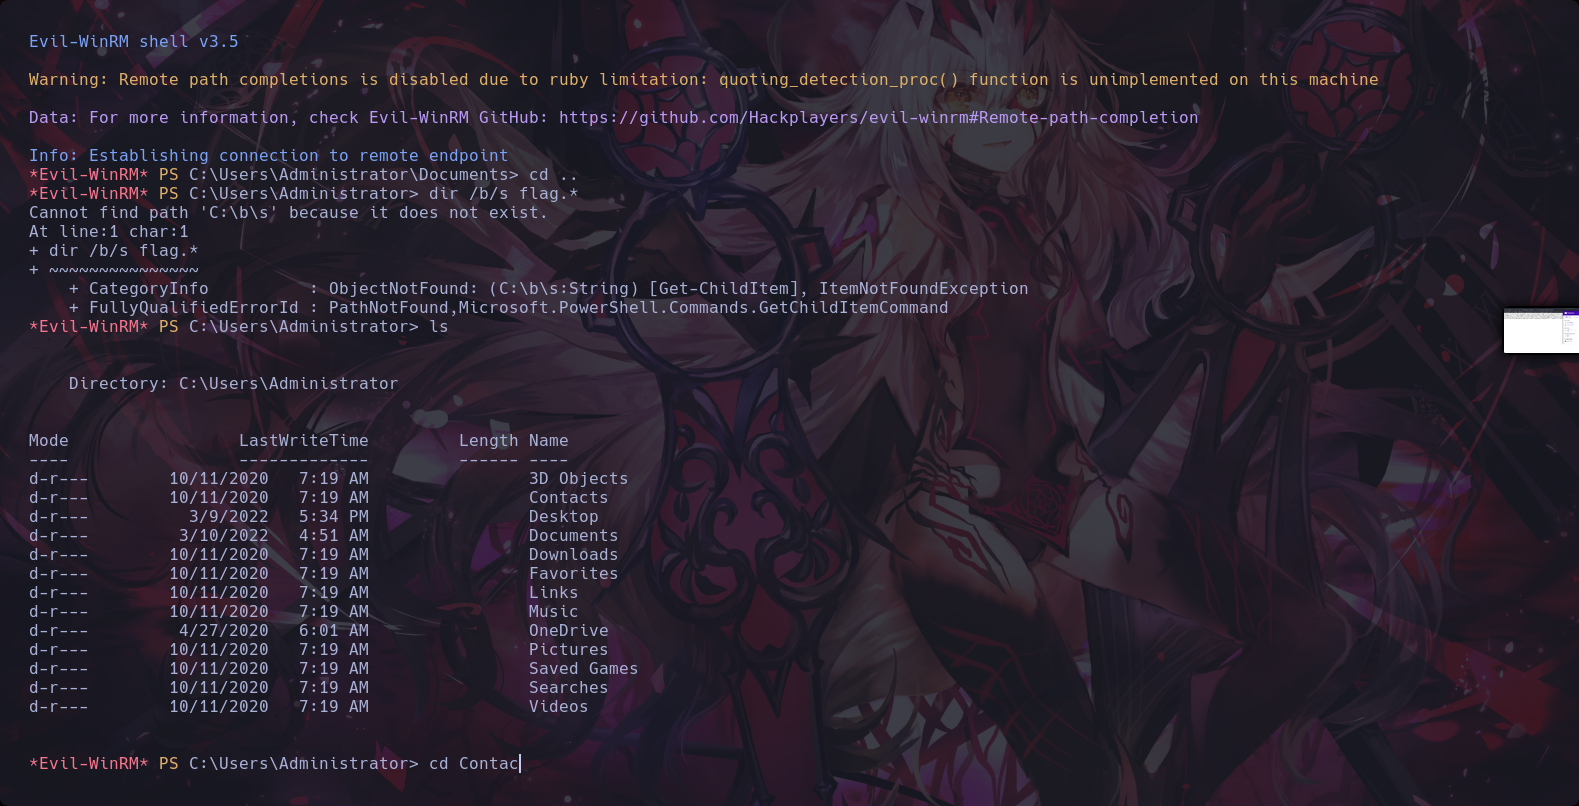 Evil-WinRM shell v3.5
Warning: Remote path completions is disabled due to ruby limitation: quoting_detection_proc() function is unimplemented on this machine
Data: For more information, check Evil-WinRM GitHub: https://github.com/Hackplayers/evil-winrm#Remote-path-completion
Info: Establishing connection to remote endpoint
*Evil-WinRM* PS C:\Users\Administrator\Documents> cd ..
*Evil-WinRM* PS C:\Users\Administrator> dir /b/s flag.*
Cannot find path 'C:\b\s' because it does not exist.
At line:1 char:1
+ dir /b/s flag.*
+ ~~~~~~~~~~~~~~~
    + CategoryInfo          : ObjectNotFound: (C:\b\s:String) [Get-ChildItem], ItemNotFoundException
    + FullyQualifiedErrorId : PathNotFound,Microsoft.PowerShell.Commands.GetChildItemCommand
*Evil-WinRM* PS C:\Users\Administrator> ls
    Directory: C:\Users\Administrator
Mode                 LastWriteTime         Length Name
----                 -------------         ------ ----
d-r---        10/11/2020   7:19 AM                3D Objects
d-r---        10/11/2020   7:19 AM                Contacts
d-r---          3/9/2022   5:34 PM                Desktop
d-r---         3/10/2022   4:51 AM                Documents
d-r---        10/11/2020   7:19 AM                Downloads
d-r---        10/11/2020   7:19 AM                Favorites
d-r---        10/11/2020   7:19 AM                Links
d-r---        10/11/2020   7:19 AM                Music
d-r---         4/27/2020   6:01 AM                OneDrive
d-r---        10/11/2020   7:19 AM                Pictures
d-r---        10/11/2020   7:19 AM                Saved Games
d-r---        10/11/2020   7:19 AM                Searches
d-r---        10/11/2020   7:19 AM                Videos
*Evil-WinRM* PS C:\Users\Administrator> cd Contac